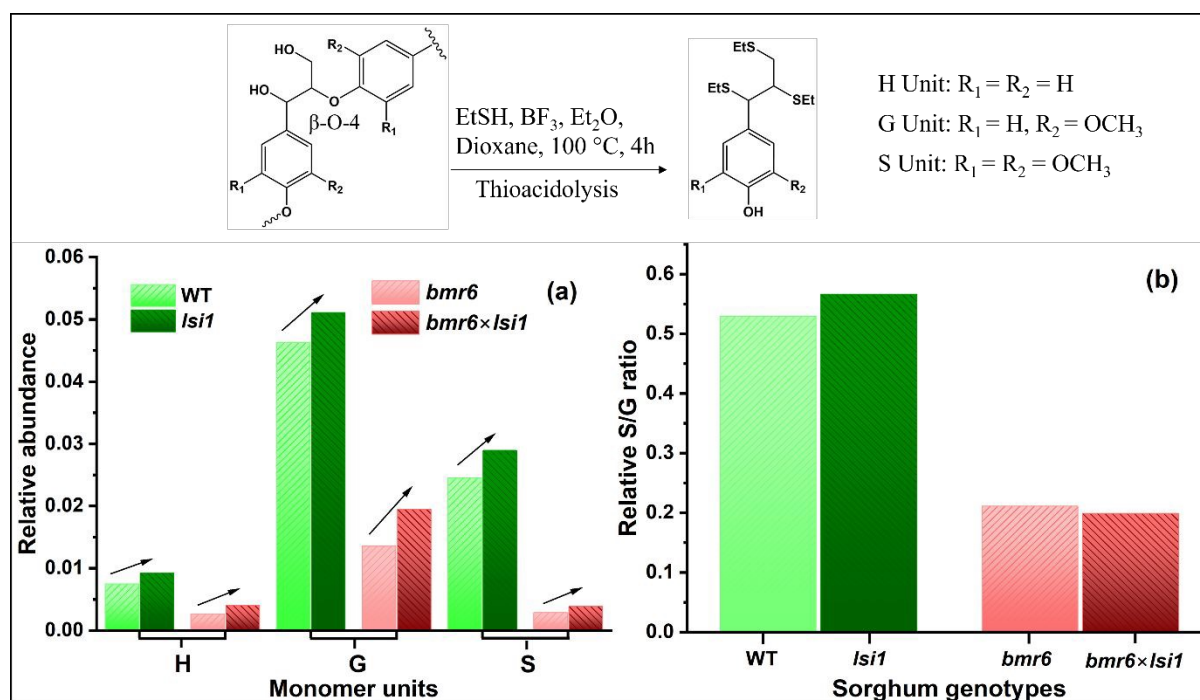 HO
R₂
HO
O
β-O-4
R₁
R₁
R₂
O
EtSH, BF₃, Et₂O,
Dioxane, 100 °C, 4h
Thioacidolysis
EtS
EtS
SEt
R₁
R₂
OH
H Unit: R₁ = R₂ = H
G Unit: R₁ = H, R₂ = OCH₃
S Unit: R₁ = R₂ = OCH₃
(a)
WT
lsi1
bmr6
bmr6×lsi1
Relative abundance
0.06
0.05
0.04
0.03
0.02
0.01
0.00
H
G
S
Monomer units
(b)
Relative S/G ratio
0.6
0.5
0.4
0.3
0.2
0.1
0.0
WT
lsi1
bmr6
bmr6×lsi1
Sorghum genotypes